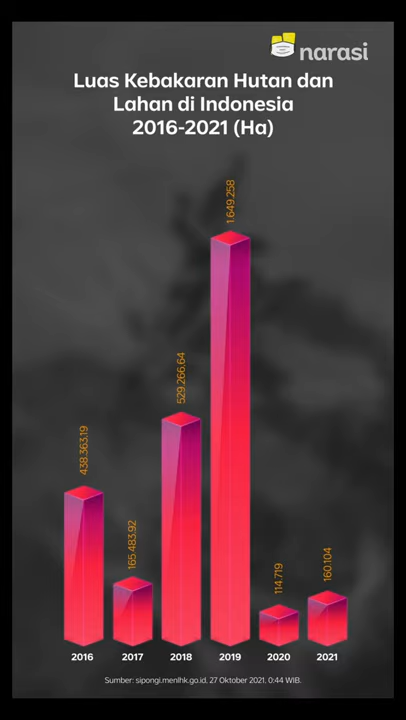 narasi
Luas Kebakaran Hutan dan
Lahan di Indonesia
2016-2021 (Ha)
438.363.19
165.483.92
529.266.64
1.649.258
114.719
160.104
2016 2017 2018 2019 2020 2021
Sumber: sipongi.menlhk.go.id, 27 Oktober 2021, 0:44 WIB.